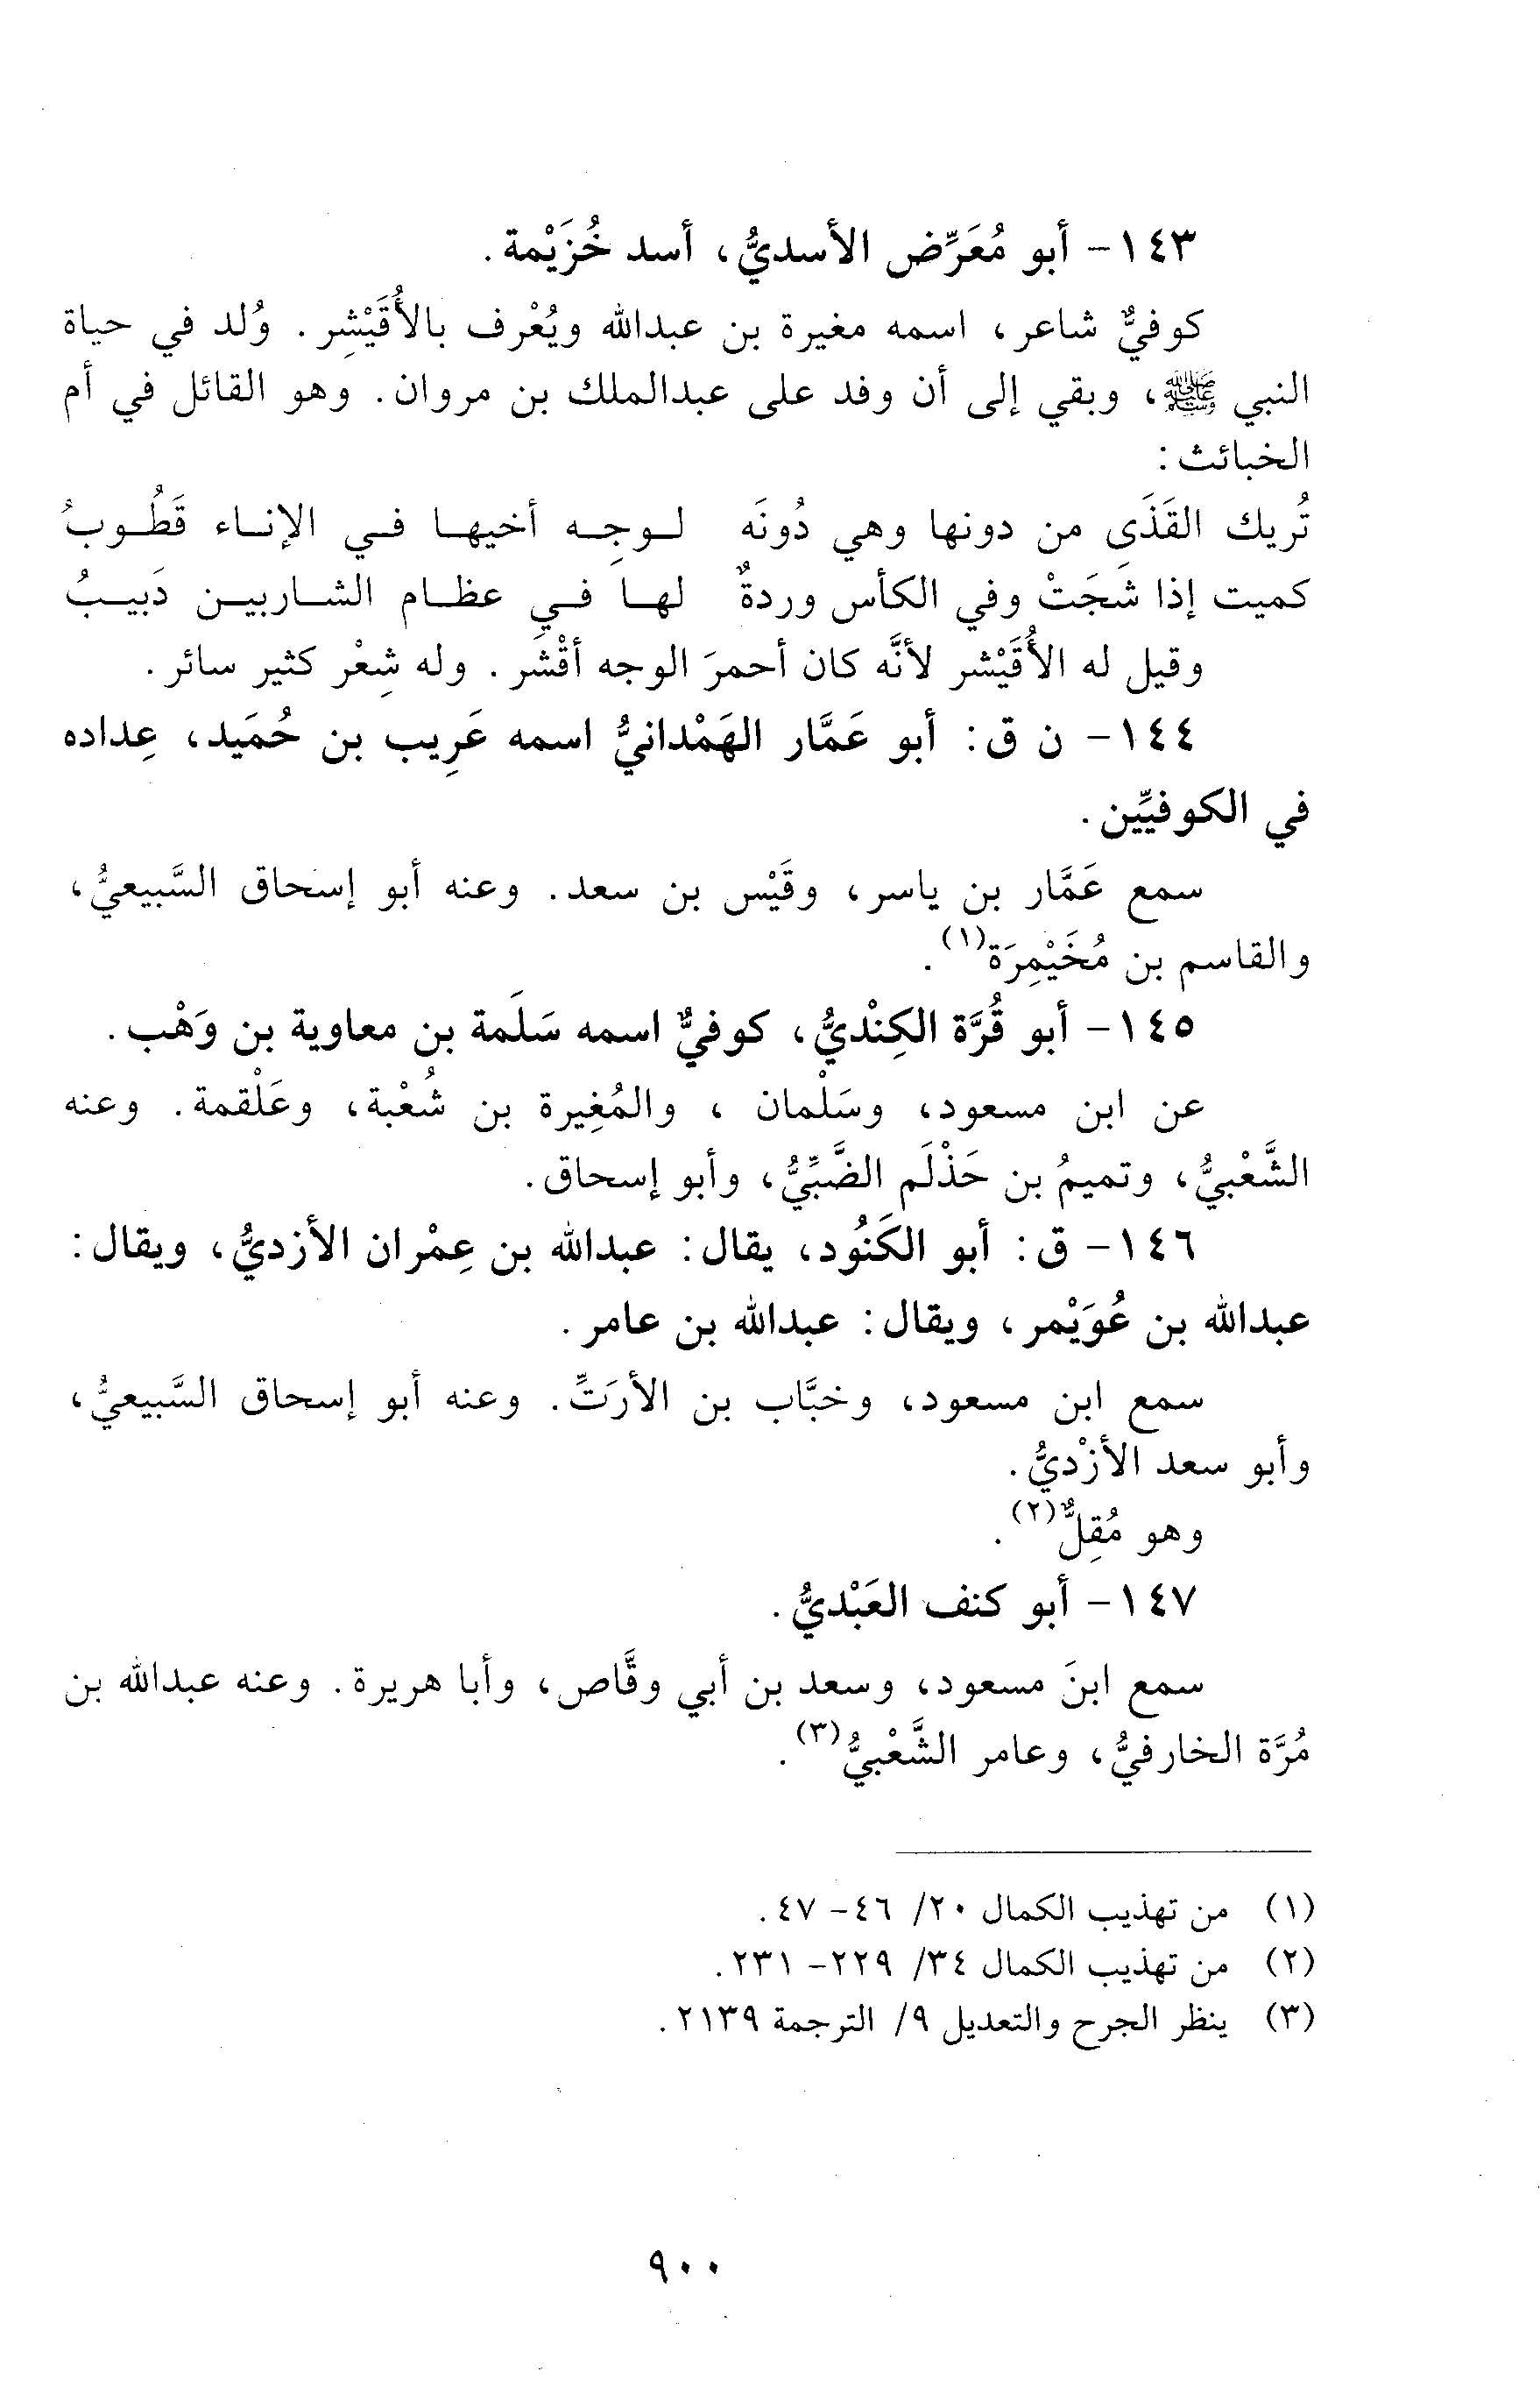 ١٤٣- أبو مُعَرِّض الأسديُّ، أسد خُزَيْمة.
كوفيٌّ شاعر، اسمه مغيرة بن عبدالله ويُعْرف بالأُقَيْشِر. وُلد في حياة
النبي ﷺ، وبقي إلى أن وفد على عبدالملك بن مروان. وهو القائل في أم
الخبائث:
تُريك القَذَىِ من دونها وهي دُونَه لوجِه أخيها في الإناء قَطُوبُ
كميت إذا شُجَتْ وفي الكأس وردةٌ لها في عظام الشاربين دَبيبُ
وقيل له الأُقَيْشر لأنَّه كان أحمرَ الوجه أقْشَر. وله شِعْر كثير سائر.
١٤٤- ن ق: أبو عَمَّار الهَمْدانيُّ اسمه عَرِيب بن حُمَيد، عِداده
في الكوفيِّين.
سمع عَمَّار بن ياسر، وقَيْس بن سعد. وعنه أبو إسحاق السَّبيعيُّ،
والقاسم بن مُخَيْمِرَة(١).
١٤٥- أبو قُرَّة الكِنْديُّ، كوفيٌّ اسمه سَلَمة بن معاوية بن وَهْب.
عن ابن مسعود، وسَلْمان ، والمُغِيرة بن شُعْبة، وعَلْقمة. وعنه
الشَّعْبيُّ، وتميمُ بن حَذْلَم الضَّبِّيُّ، وأبو إسحاق.
١٤٦- ق: أبو الكَنُود، يقال: عبدالله بن عِمْران الأزديُّ، ويقال:
عبدالله بن عُوَيْمر، ويقال: عبدالله بن عامر.
سمع ابن مسعود، وخبَّاب بن الأرَتِّ. وعنه أبو إسحاق السَّبيعيُّ،
وأبو سعد الأزْديُّ.
وهو مُقِلٌّ(٢).
١٤٧- أبو كنف العَبْديُّ.
سمع ابنَ مسعود، وسعد بن أبي وقَّاص، وأبا هريرة. وعنه عبدالله بن
مُرَّة الخارفيُّ، وعامر الشَّعْبيُّ(٣).
(١) من تهذيب الكمال ٢٠/ ٤٦- ٤٧.
(٢) من تهذيب الكمال ٣٤/ ٢٢٩- ٢٣١.
(٣) ينظر الجرح والتعديل ٩/ الترجمة ٢١٣٩.
٩٠٠